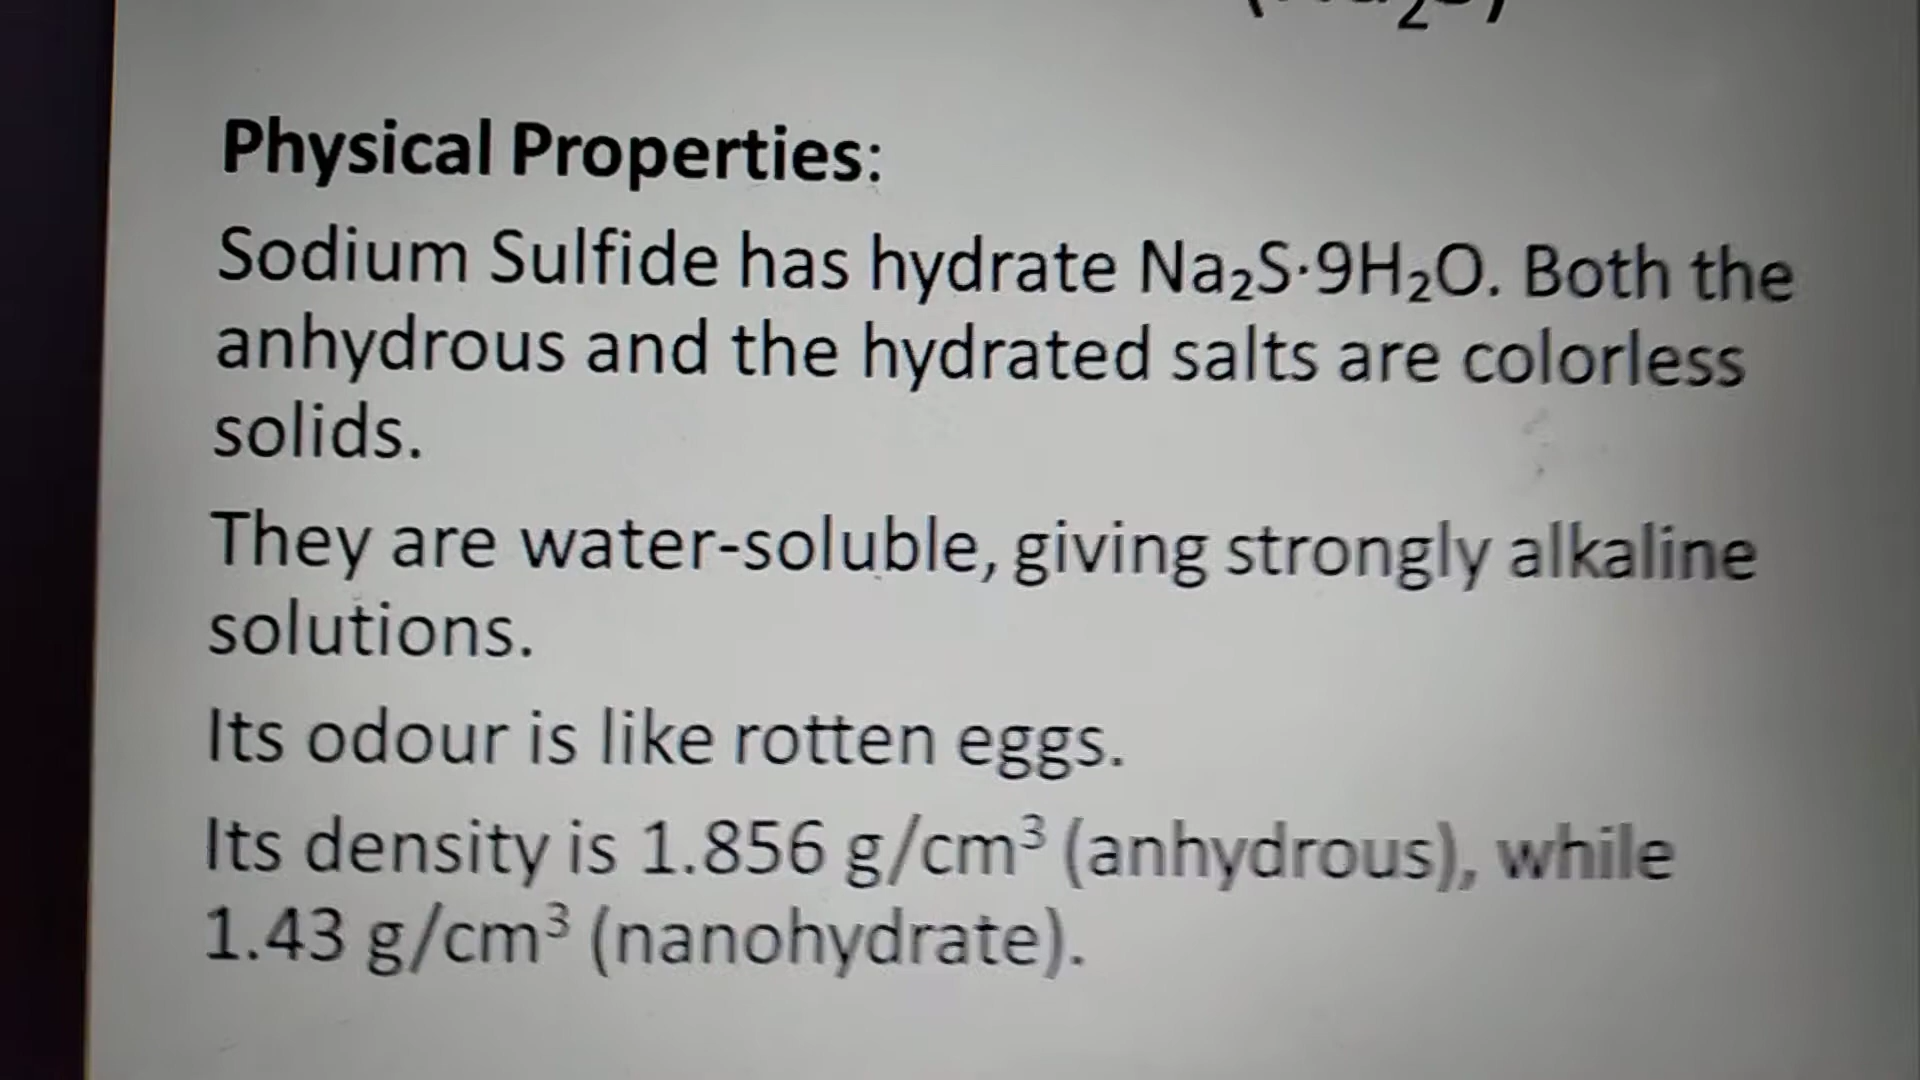 Physical Properties:
Sodium Sulfide has hydrate Na₂S·9H₂O. Both the
anhydrous and the hydrated salts are colorless
solids.
They are water-soluble, giving strongly alkaline
solutions.
Its odour is like rotten eggs.
Its density is 1.856 g/cm³ (anhydrous), while
1.43 g/cm³ (nanohydrate).